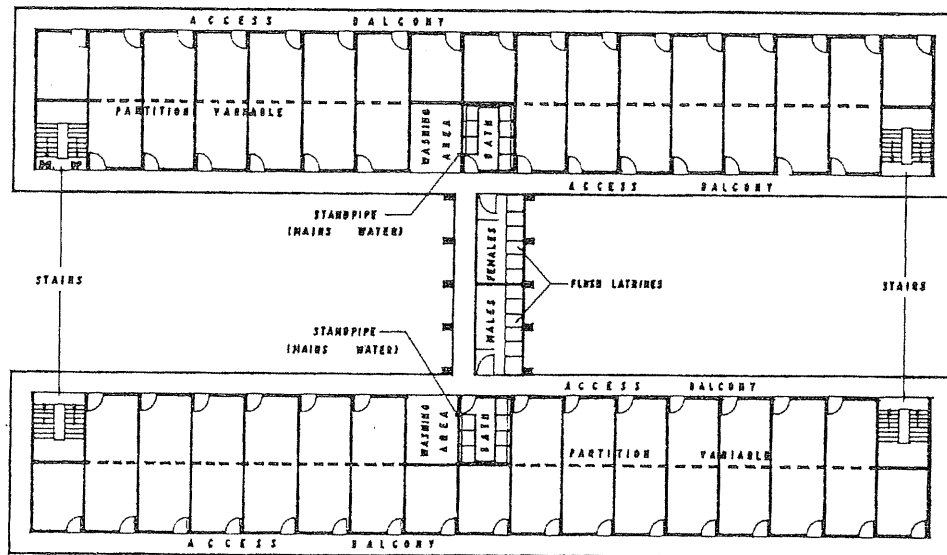 ACCESS BALCONY
PARTITION VARIABLE
WASHING
AREA
BATH
ACCESS BALCONY
STANDPIPE
(MAINS WATER)
FEMALES
STAIRS
FLUSH LATRINES
STAIRS
MALES
STANDPIPE
(MAINS WATER)
ACCESS BALCONY
WASHING
AREA
BATH
PARTITION VARIABLE
ACCESS BALCONY